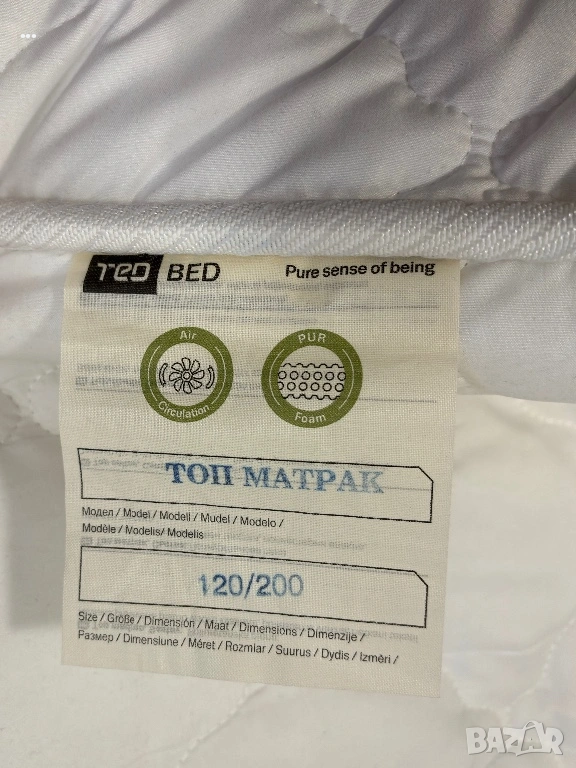 TED BED
Pure sense of being
Air
Circulation
PUR
Foam
ТОП МАТРАК
Модел / Model / Modell / Mudel / Modelo /
Modèle / Modelis/ Modelis
120/200
Size / Größe / Dimensión / Maat / Dimensions / Dimenzije /
Размер / Dimensiune / Méret / Rozmiar / Suurus / Dydis / Izmēri /
BAZAR